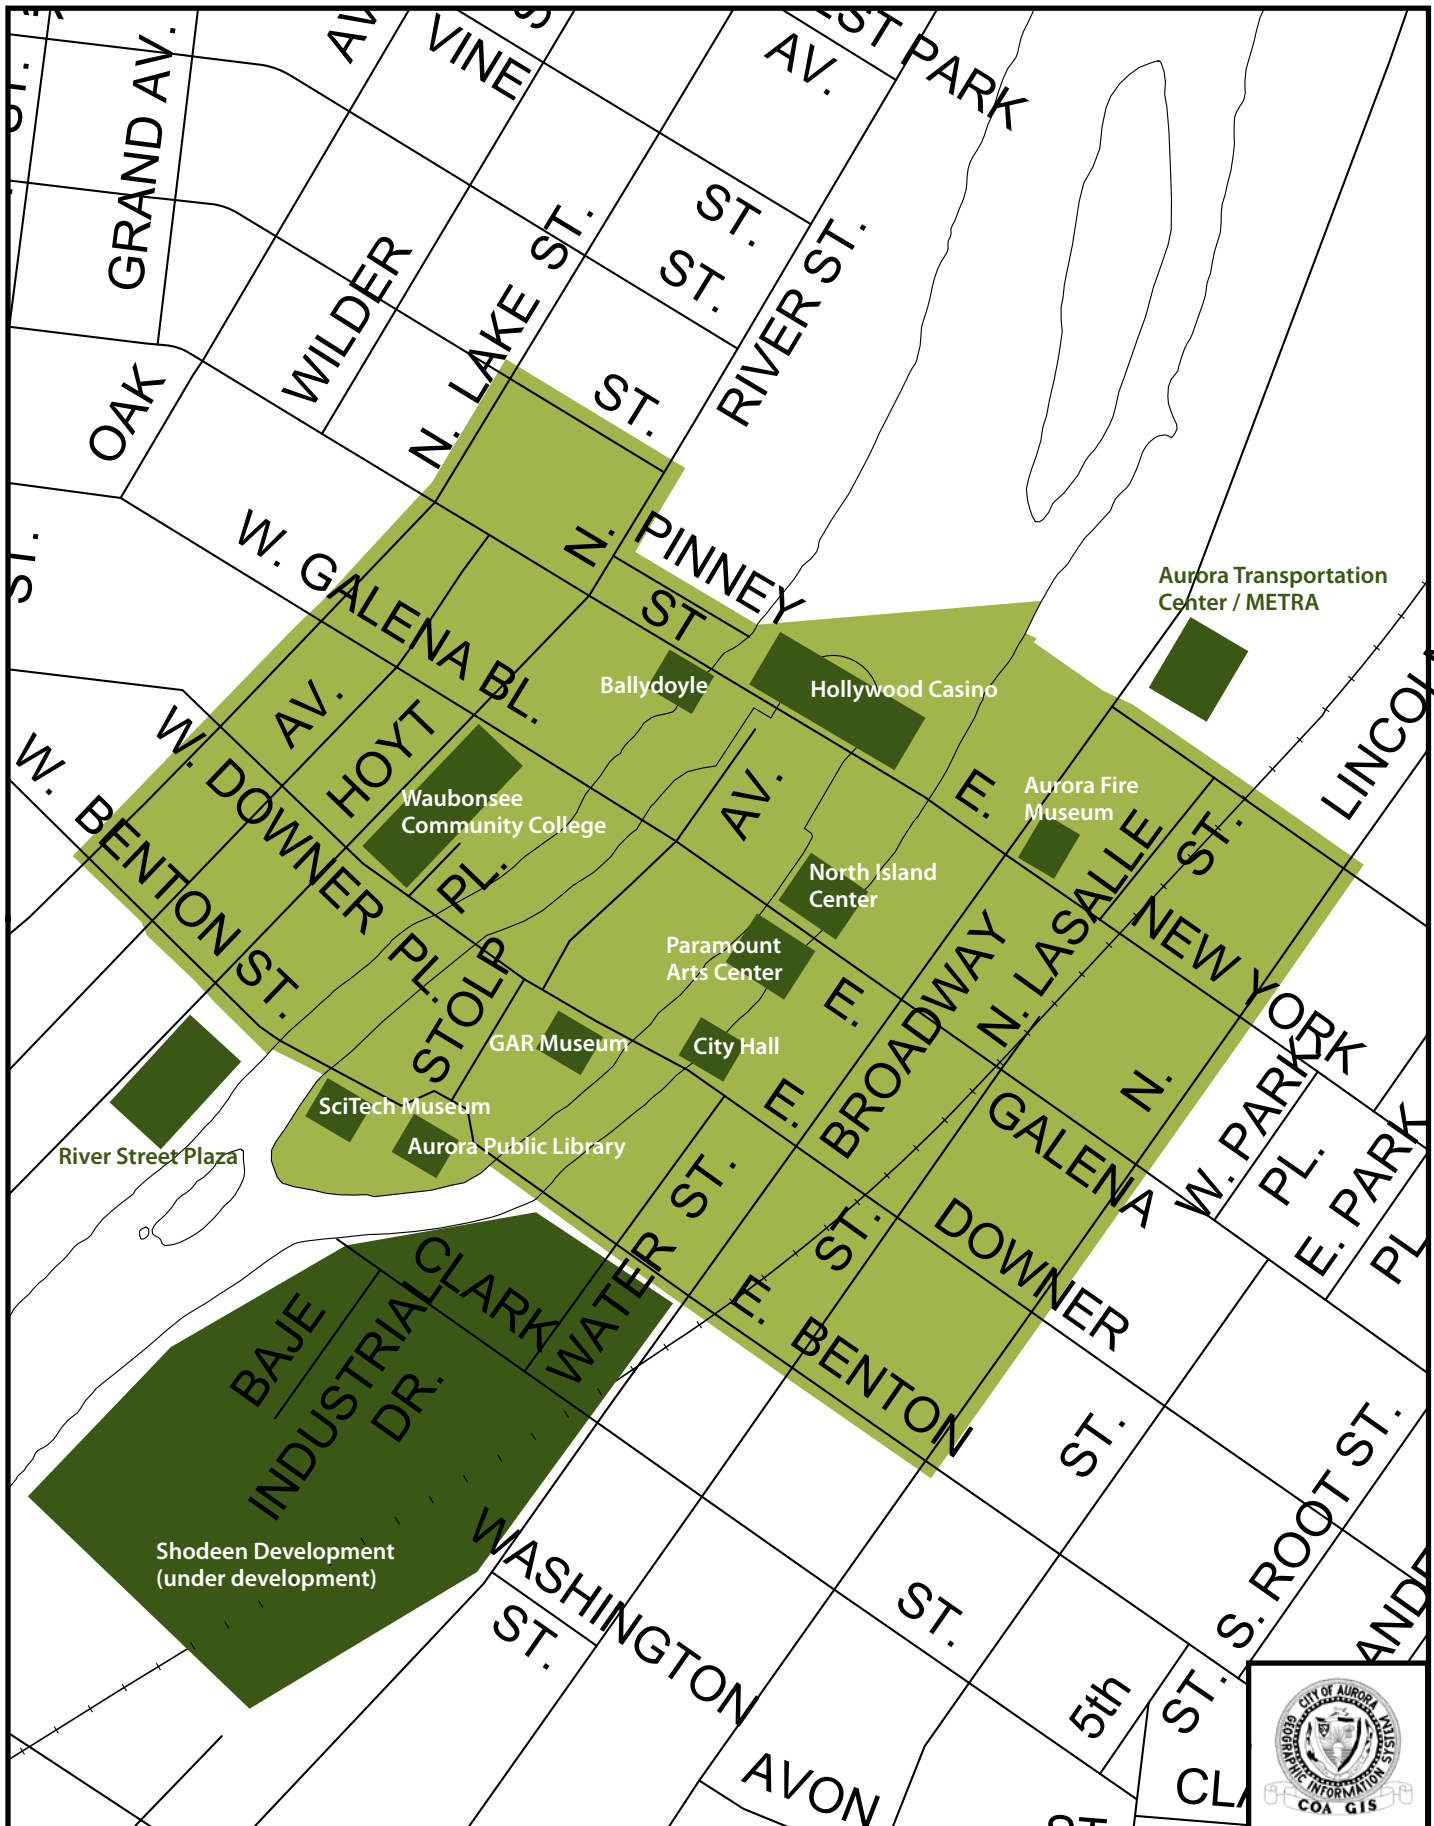 GRAND AV.
VINE
AV.
ST.
ST.
ST.
WILDER
OAK
N. LAKE ST.
N. RIVER ST.
PINNEY
ST
W. GALENA BL.
HOYT
AV.
W. DOWNER PL.
PL.
W. BENTON ST.
STOLP
AV.
Ballydoyle
Hollywood Casino
Aurora Transportation
Center / METRA
Aurora Fire
Museum
Waubonsee
Community College
North Island
Center
Paramount
Arts Center
GAR Museum
City Hall
SciTech Museum
Aurora Public Library
River Street Plaza
E. NEW YORK
ST.
N. BROADWAY
N. LASALLE
ST.
E. GALENA
E. DOWNER
E. BENTON
ST.
W. PARK
PL.
E. PARK
WATER ST.
CLARK
BAJE
INDUSTRIAL
DR.
Shodeen Development
(under development)
WASHINGTON
ST.
ST.
S. ROOT ST.
5th
ST.
AVON
CITY OF AURORA
GEOGRAPHIC INFORMATION SYSTEM
COA GIS